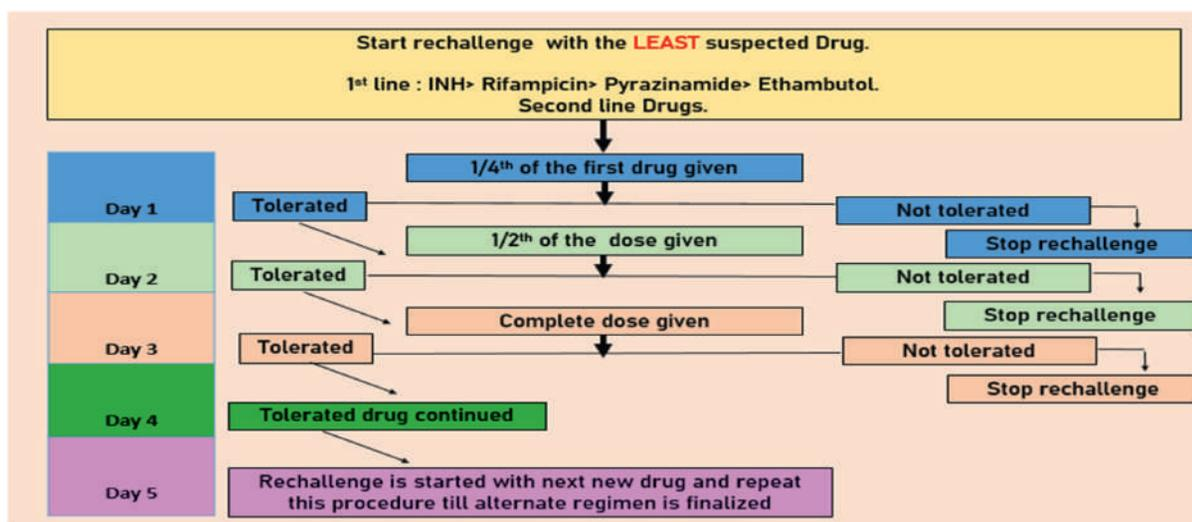 Start rechallenge with the LEAST suspected Drug.
1st line : INH> Rifampicin> Pyrazinamide> Ethambutol.
Second line Drugs.
1/4th of the first drug given
Day 1
Tolerated
Not tolerated
Stop rechallenge
1/2th of the dose given
Day 2
Tolerated
Not tolerated
Stop rechallenge
Complete dose given
Day 3
Tolerated
Not tolerated
Stop rechallenge
Day 4
Tolerated drug continued
Day 5
Rechallenge is started with next new drug and repeat
this procedure till alternate regimen is finalized